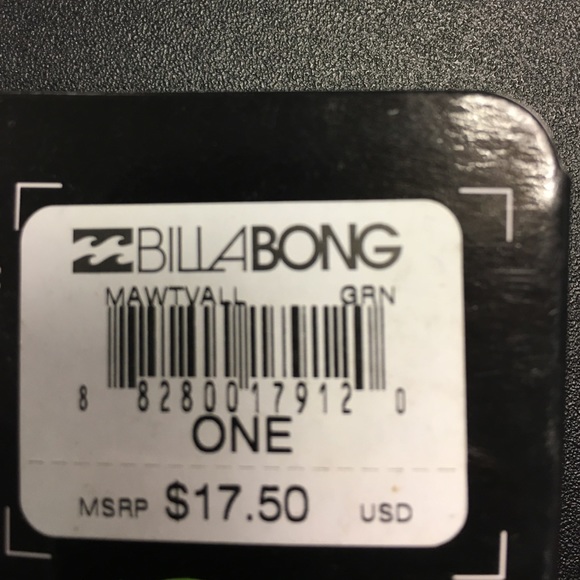 BILLABONG
MAWTVALL GRN
8 82800 17912 0
ONE
MSRP $17.50 USD